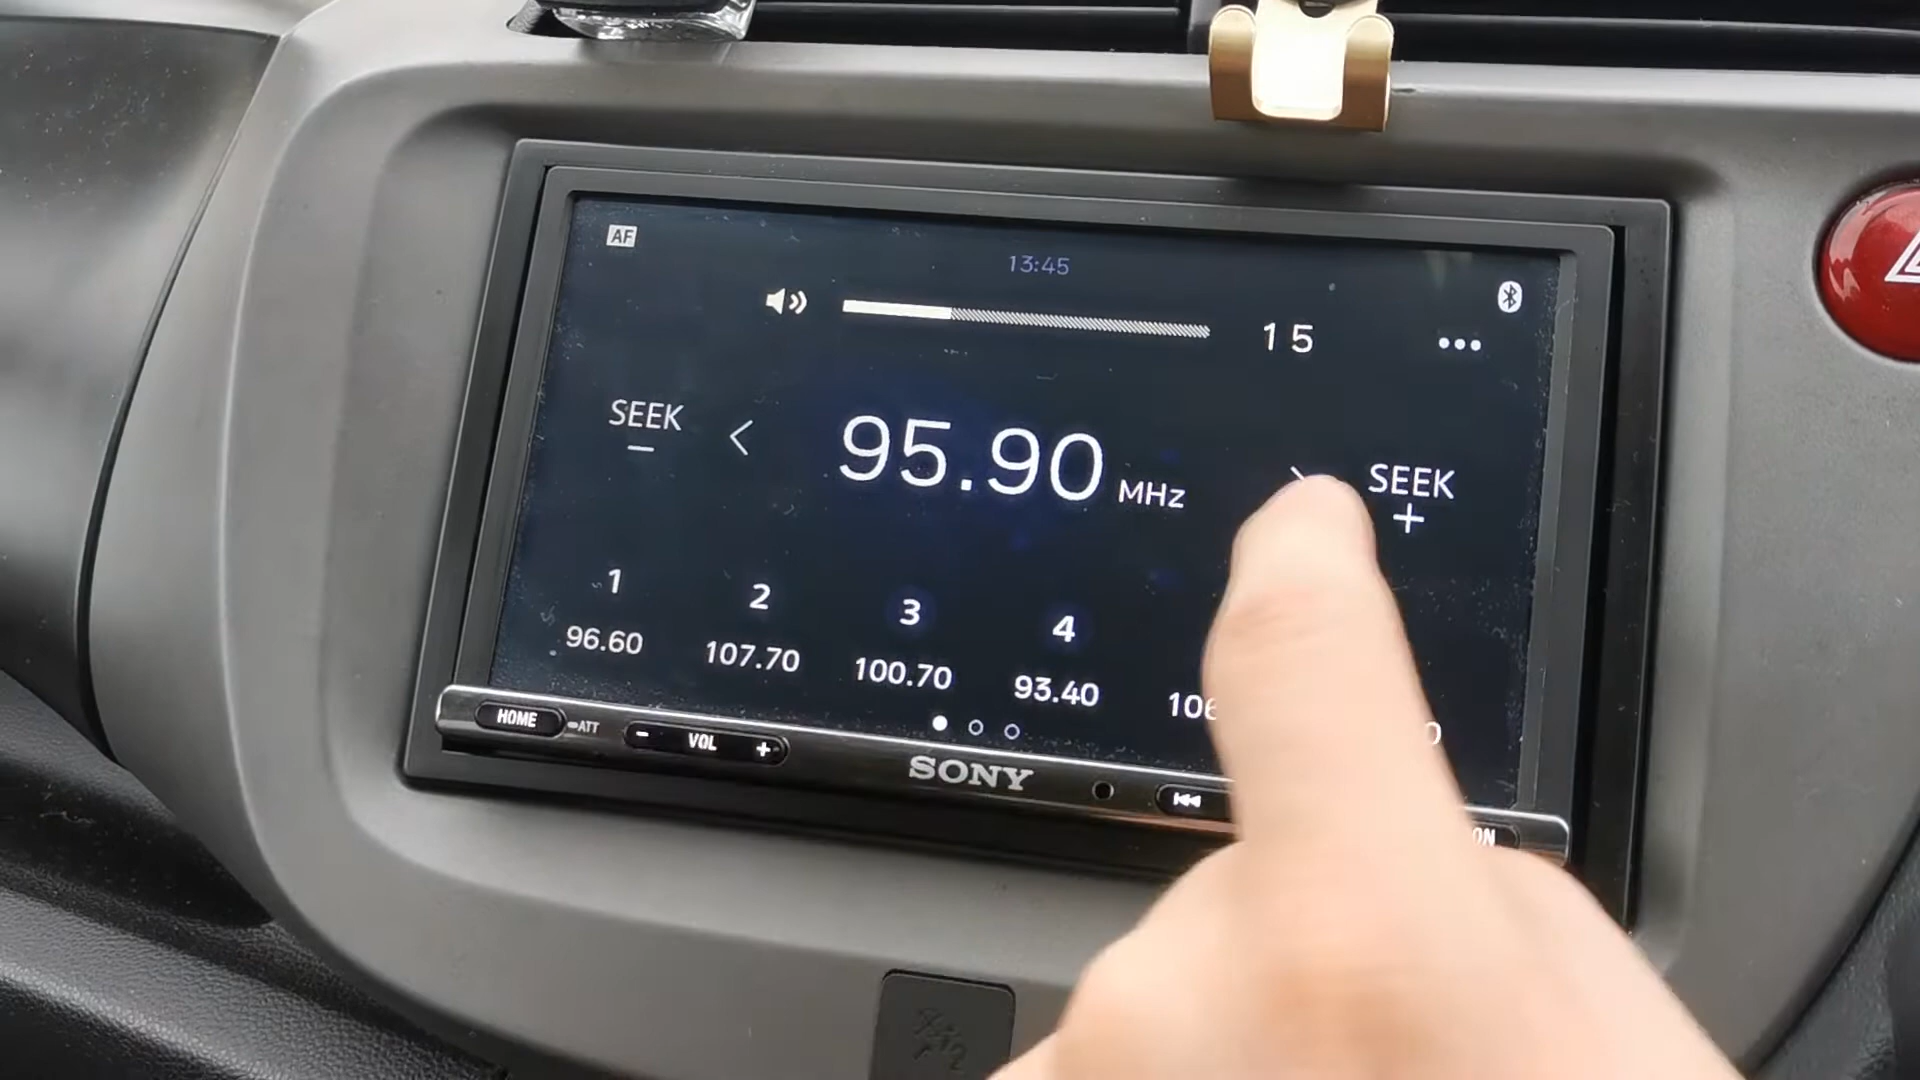 AF
13:45
15
•••
SEEK
−
95.90 MHz
SEEK
+
1 2 3 4
96.60 107.70 100.70 93.40
HOME ATT - VOL +
SONY